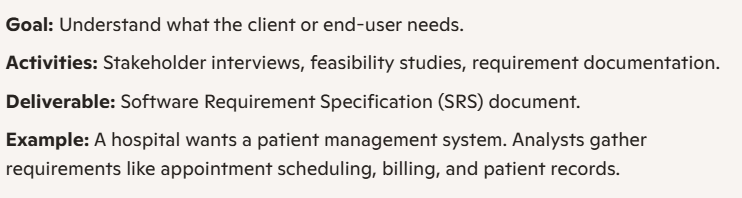 Goal: Understand what the client or end-user needs.
Activities: Stakeholder interviews, feasibility studies, requirement documentation.
Deliverable: Software Requirement Specification (SRS) document.
Example: A hospital wants a patient management system. Analysts gather
requirements like appointment scheduling, billing, and patient records.